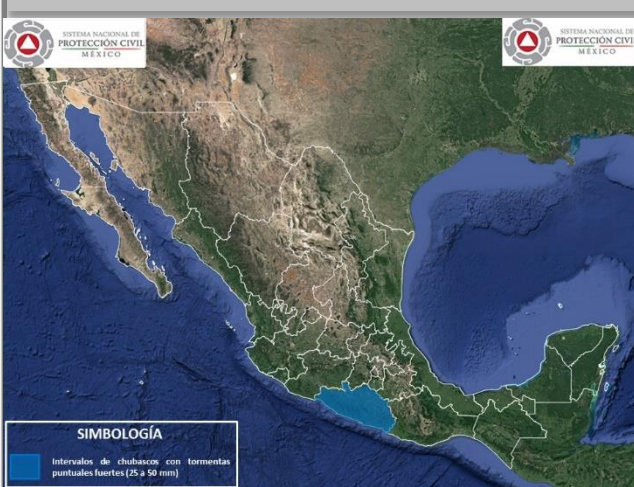 SISTEMA NACIONAL DE
PROTECCIÓN CIVIL
MÉXICO
SISTEMA NACIONAL DE
PROTECCIÓN CIVIL
MÉXICO
SIMBOLOGÍA
Intervalos de chubascos con tormentas
puntuales fuertes (25 a 50 mm)